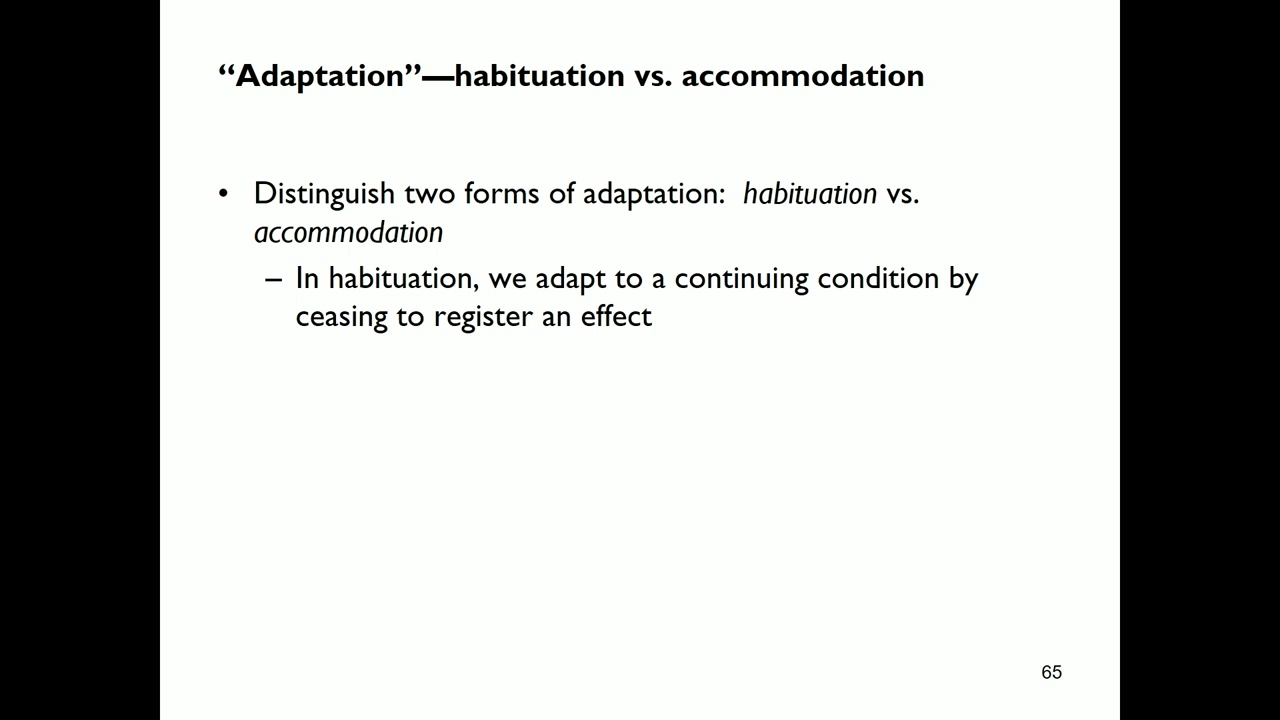 “Adaptation”—habituation vs. accommodation
• Distinguish two forms of adaptation:  habituation vs.
accommodation
– In habituation, we adapt to a continuing condition by
ceasing to register an effect
65